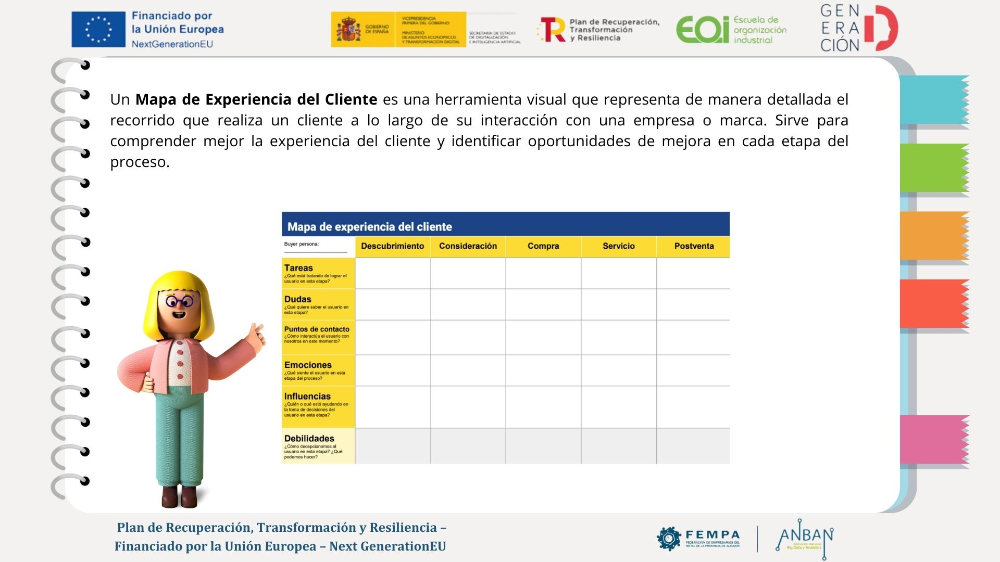 Financiado por
la Unión Europea
NextGenerationEU
GOBIERNO
DE ESPAÑA
VICEPRESIDENCIA
PRIMERA DEL GOBIERNO
MINISTERIO
DE ASUNTOS ECONÓMICOS
Y TRANSFORMACIÓN DIGITAL
SECRETARÍA DE ESTADO
DE DIGITALIZACIÓN
E INTELIGENCIA ARTIFICIAL
Plan de Recuperación,
Transformación
y Resiliencia
EOI
Escuela de
organización
industrial
GEN
ERA
CIÓN
D
Un Mapa de Experiencia del Cliente es una herramienta visual que representa de manera detallada el
recorrido que realiza un cliente a lo largo de su interacción con una empresa o marca. Sirve para
comprender mejor la experiencia del cliente y identificar oportunidades de mejora en cada etapa del
proceso.
Mapa de experiencia del cliente
Buyer persona:
Descubrimiento Consideración Compra Servicio Postventa
Tareas
¿Qué está tratando de lograr el
usuario en esta etapa?
Dudas
¿Qué quiere saber el usuario en
esta etapa?
Puntos de contacto
¿Cómo interactúa el usuario con
nosotros en este momento?
Emociones
¿Qué siente el usuario en esta
etapa del proceso?
Influencias
¿Quién o qué está ayudando en
la toma de decisiones del
usuario en esta etapa?
Debilidades
¿Cómo decepcionamos al
usuario en esta etapa? ¿Qué
podemos hacer?
Plan de Recuperación, Transformación y Resiliencia –
Financiado por la Unión Europea – Next GenerationEU
FEMPA
FEDERACIÓN DE EMPRESARIOS DEL
METAL DE LA PROVINCIA DE ALICANTE
ANBAN
Asociación Nacional
Big Data y Analytics